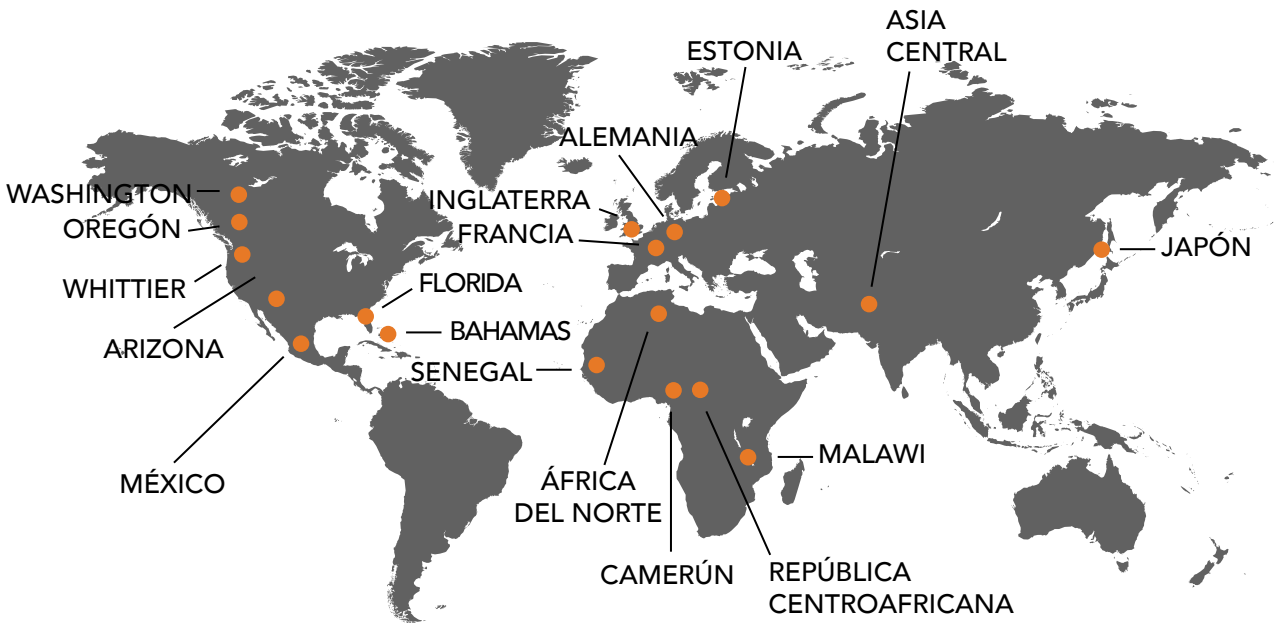 ASIA
CENTRAL
ESTONIA
ALEMANIA
WASHINGTON
INGLATERRA
OREGÓN
FRANCIA
JAPÓN
WHITTIER
FLORIDA
BAHAMAS
ARIZONA
SENEGAL
MALAWI
MÉXICO
ÁFRICA
DEL NORTE
CAMERÚN
REPÚBLICA
CENTROAFRICANA